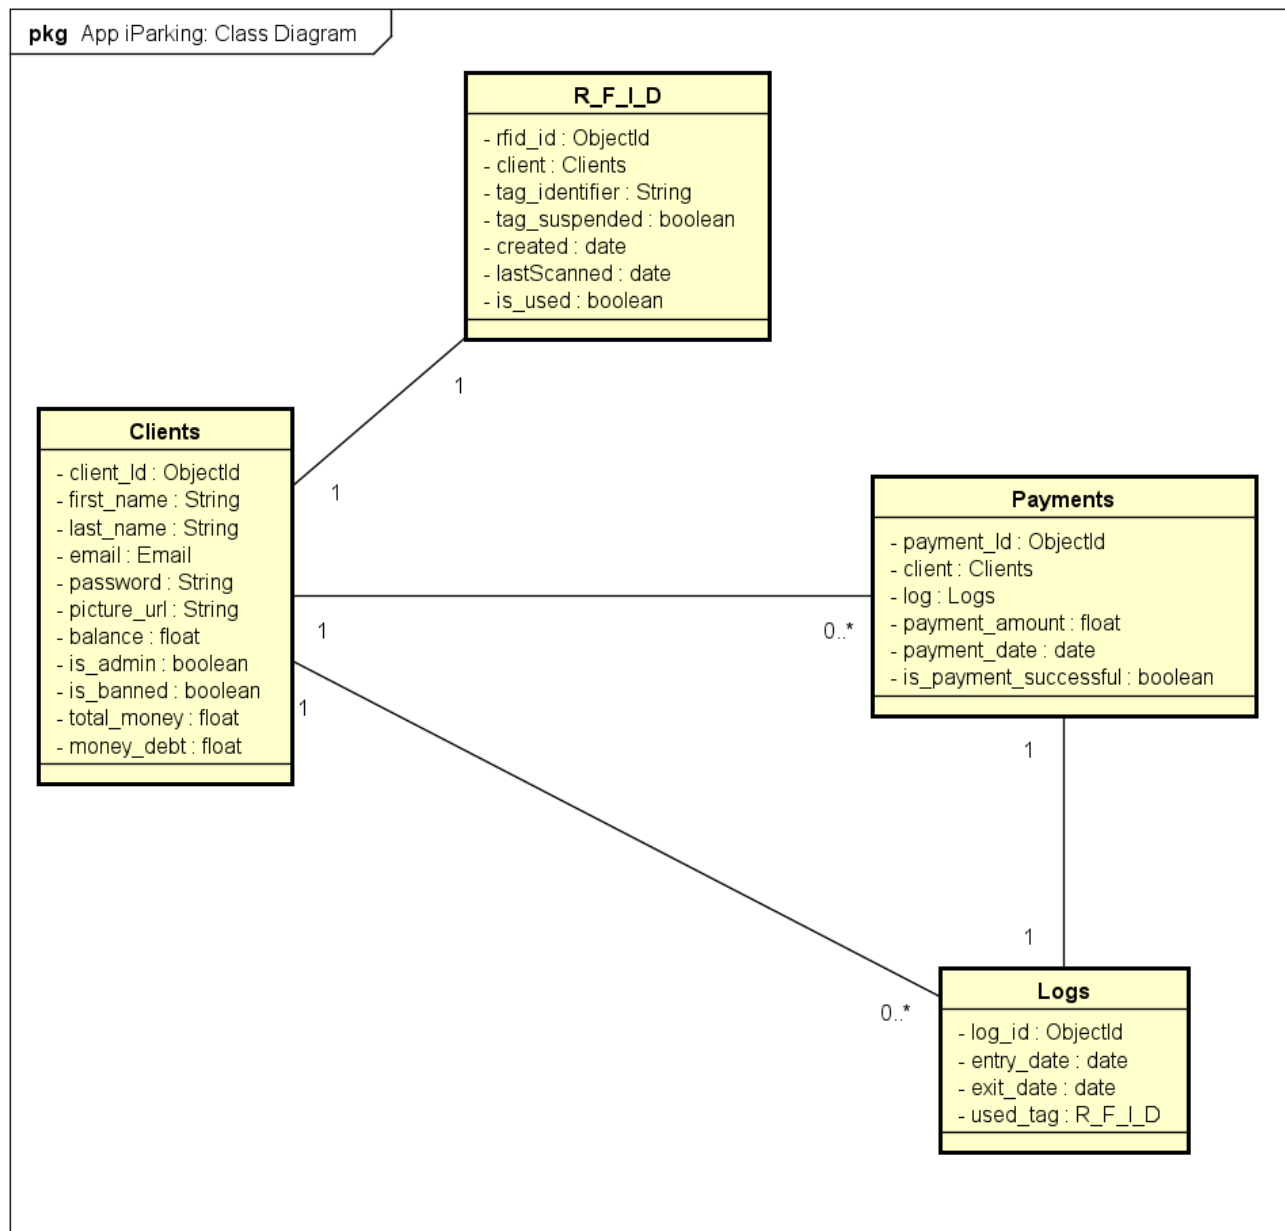 pkg App iParking: Class Diagram
R_F_I_D
- rfid_id : ObjectId
- client : Clients
- tag_identifier : String
- tag_suspended : boolean
- created : date
- lastScanned : date
- is_used : boolean
1
1
Clients
- client_Id : ObjectId
- first_name : String
- last_name : String
- email : Email
- password : String
- picture_url : String
- balance : float
- is_admin : boolean
- is_banned : boolean
- total_money : float
- money_debt : float
1
0..*
1
Payments
- payment_Id : ObjectId
- client : Clients
- log : Logs
- payment_amount : float
- payment_date : date
- is_payment_successful : boolean
1
1
0..*
Logs
- log_id : ObjectId
- entry_date : date
- exit_date : date
- used_tag : R_F_I_D